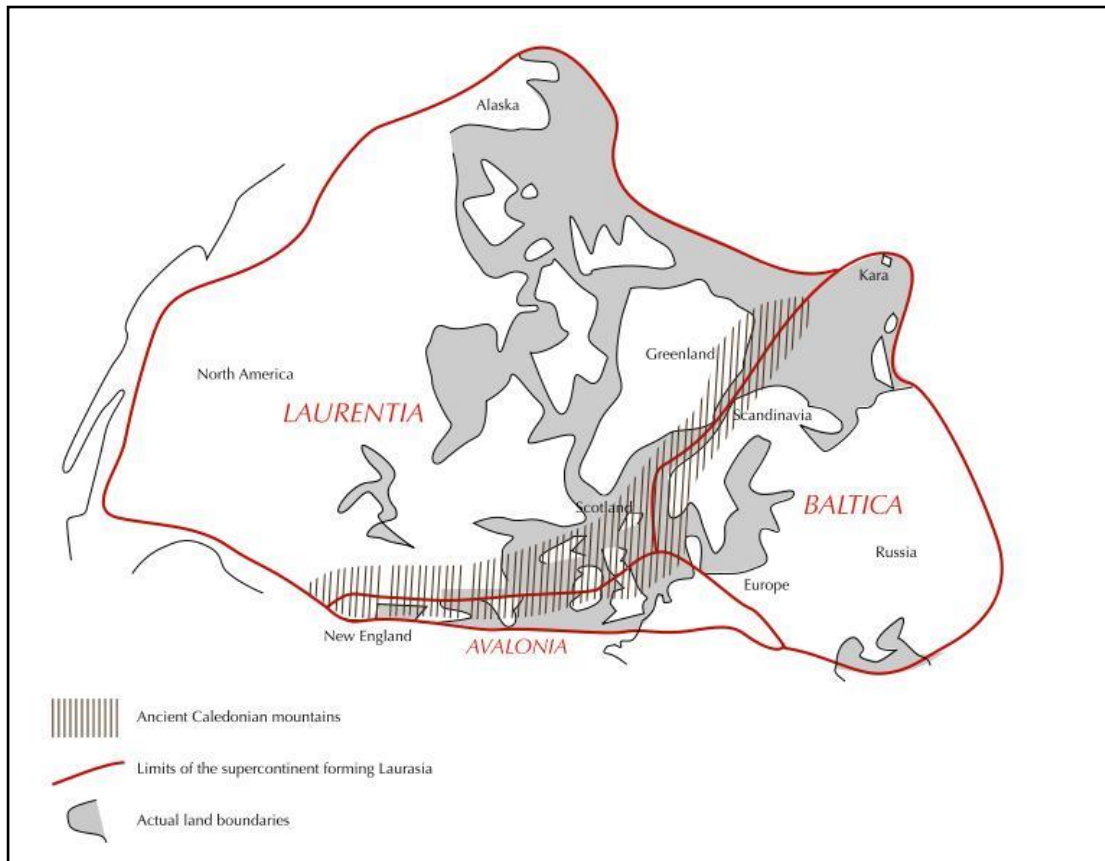 Alaska
Kara
Greenland
North America
LAURENTIA
Scandinavia
Scotland
BALTICA
Russia
Europe
New England
AVALONIA
Ancient Caledonian mountains
Limits of the supercontinent forming Laurasia
Actual land boundaries